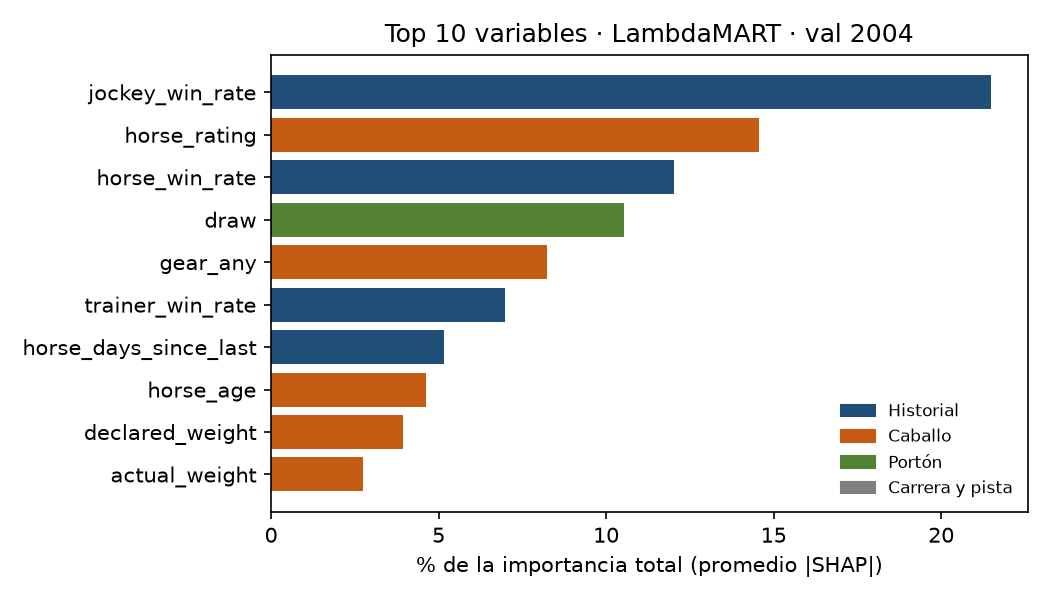 Top 10 variables · LambdaMART · val 2004
jockey_win_rate
horse_rating
horse_win_rate
draw
gear_any
trainer_win_rate
horse_days_since_last
horse_age
declared_weight
actual_weight
Historial
Caballo
Portón
Carrera y pista
0 5 10 15 20
% de la importancia total (promedio |SHAP|)